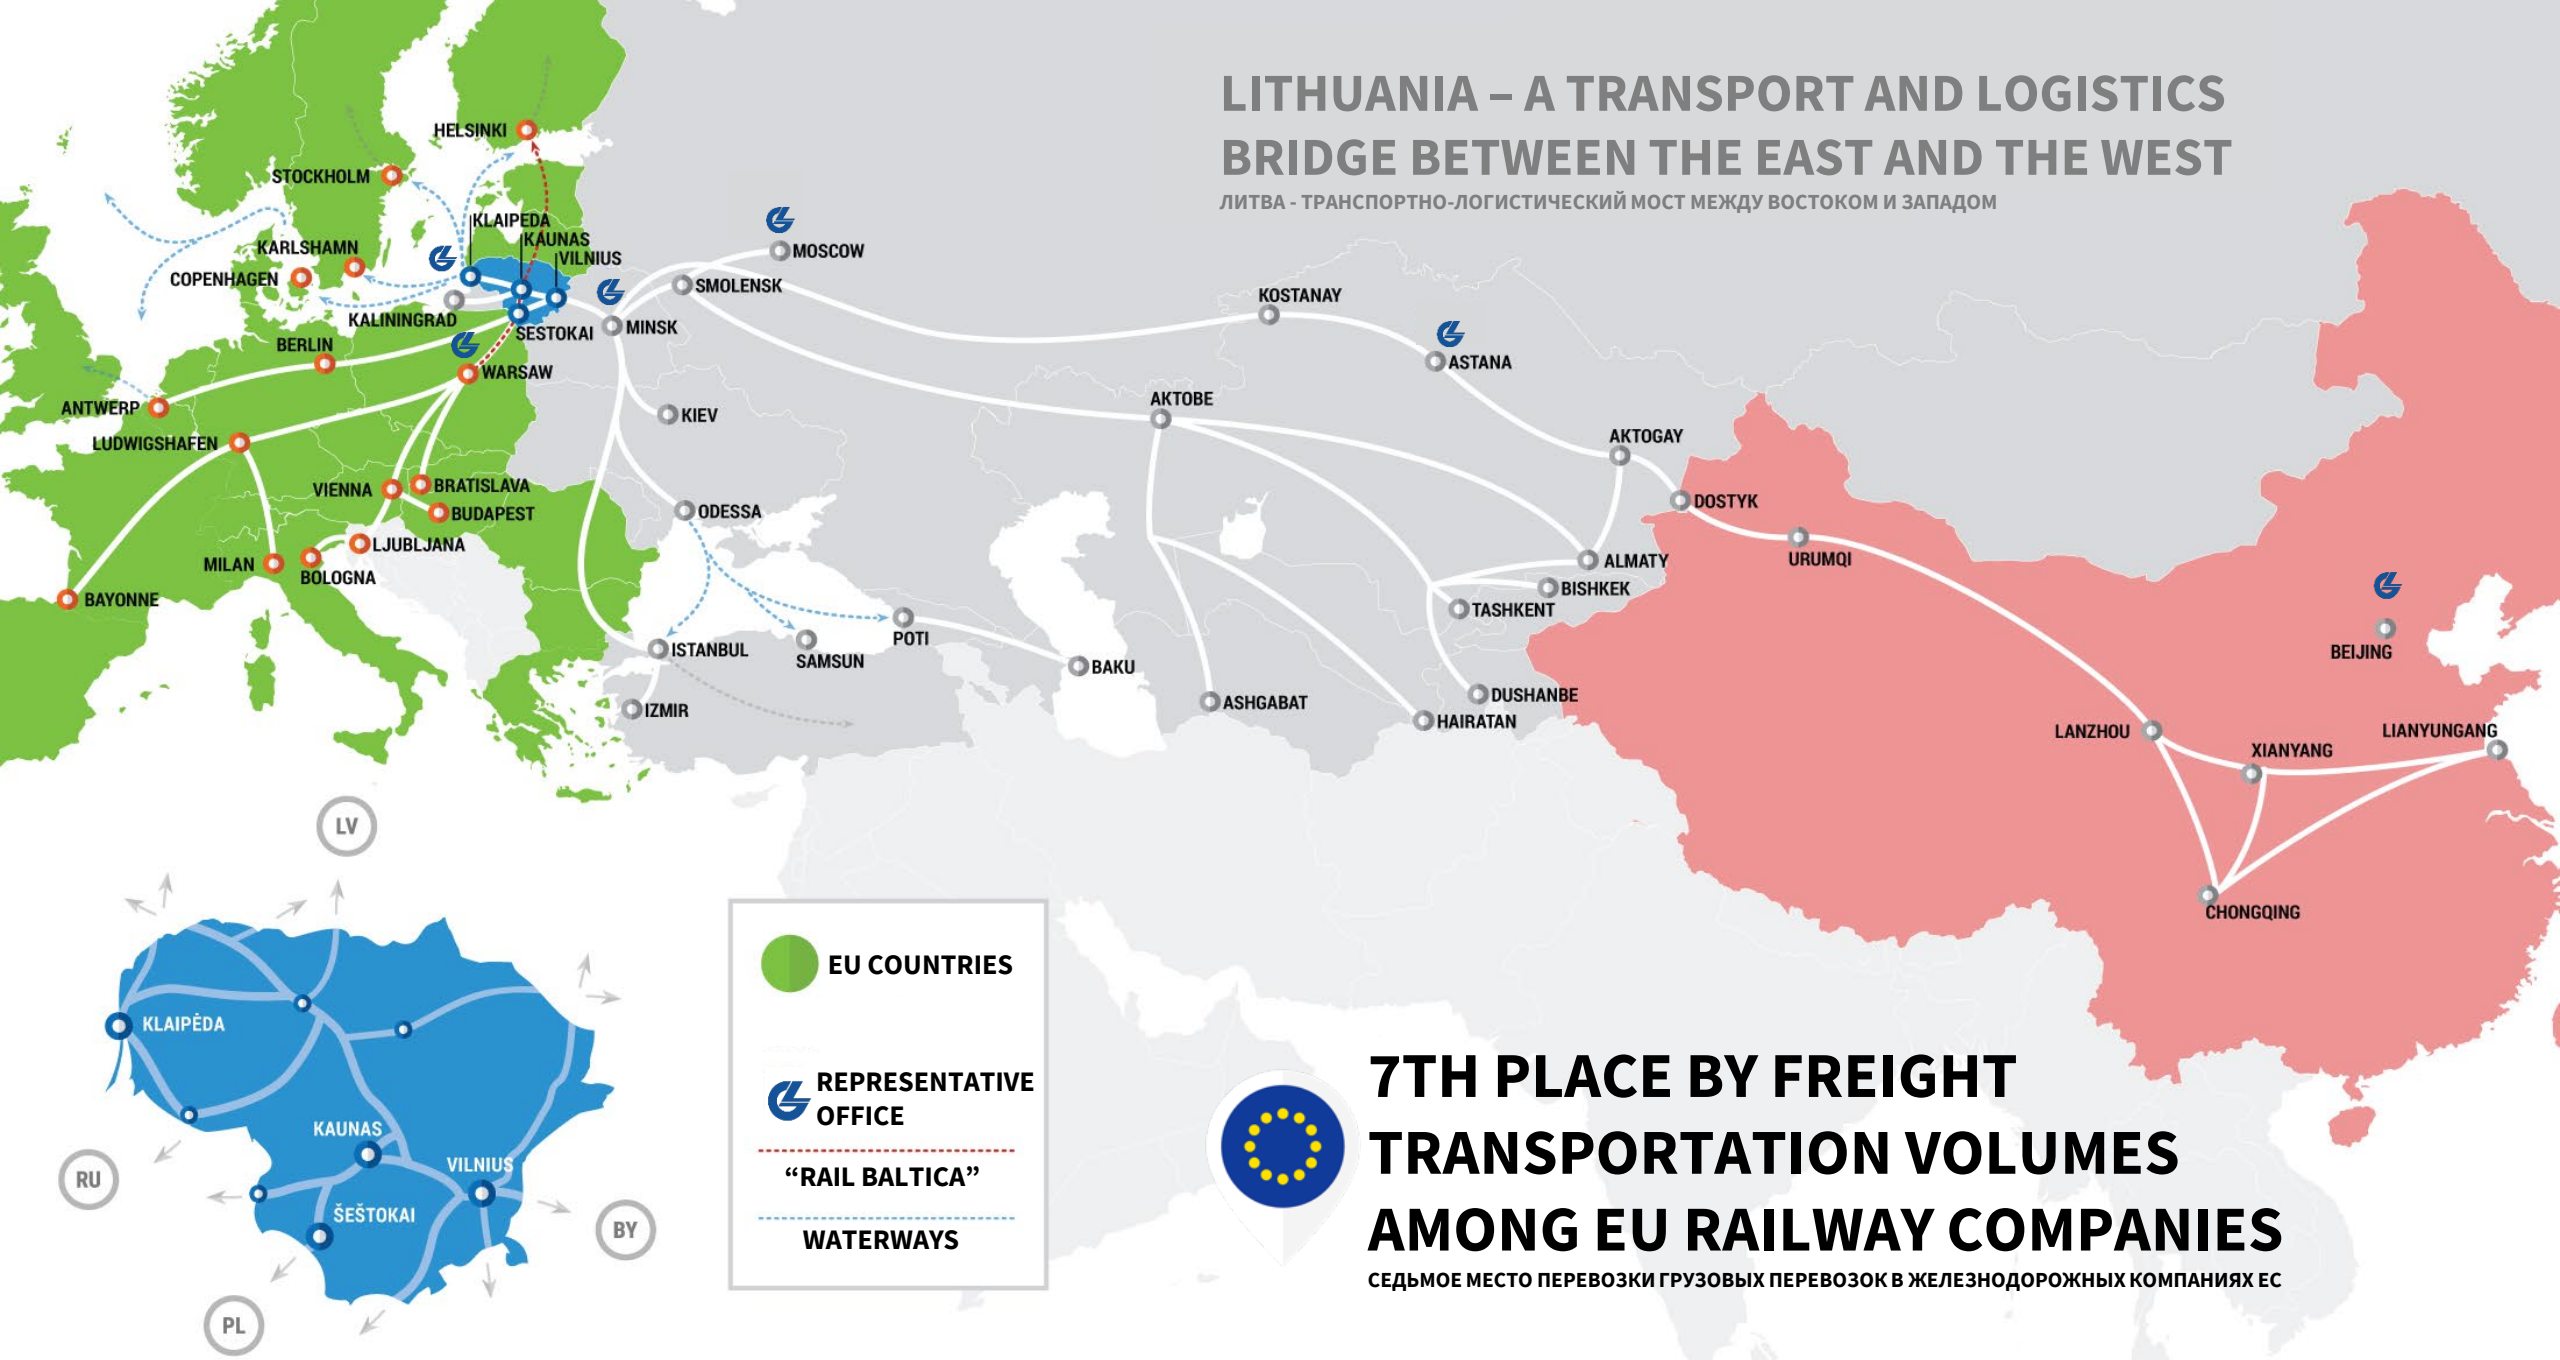 LITHUANIA – A TRANSPORT AND LOGISTICS
BRIDGE BETWEEN THE EAST AND THE WEST
ЛИТВА - ТРАНСПОРТНО-ЛОГИСТИЧЕСКИЙ МОСТ МЕЖДУ ВОСТОКОМ И ЗАПАДОМ
HELSINKI
STOCKHOLM
KLAIPEDA
KAUNAS
VILNIUS
KARLSHAMN
COPENHAGEN
KALININGRAD
SESTOKAI
BERLIN
WARSAW
ANTWERP
LUDWIGSHAFEN
VIENNA
BRATISLAVA
BUDAPEST
LJUBLJANA
MILAN
BOLOGNA
BAYONNE
MOSCOW
SMOLENSK
MINSK
KIEV
ODESSA
ISTANBUL
IZMIR
SAMSUN
POTI
BAKU
KOSTANAY
ASTANA
AKTOBE
AKTOGAY
DOSTYK
ALMATY
BISHKEK
TASHKENT
DUSHANBE
HAIRATAN
ASHGABAT
URUMQI
BEIJING
LANZHOU
XIANYANG
LIANYUNGANG
CHONGQING
LV
KLAIPĖDA
KAUNAS
VILNIUS
ŠEŠTOKAI
RU
BY
PL
EU COUNTRIES
REPRESENTATIVE
OFFICE
“RAIL BALTICA”
WATERWAYS
7TH PLACE BY FREIGHT
TRANSPORTATION VOLUMES
AMONG EU RAILWAY COMPANIES
СЕДЬМОЕ МЕСТО ПЕРЕВОЗКИ ГРУЗОВЫХ ПЕРЕВОЗОК В ЖЕЛЕЗНОДОРОЖНЫХ КОМПАНИЯХ ЕС